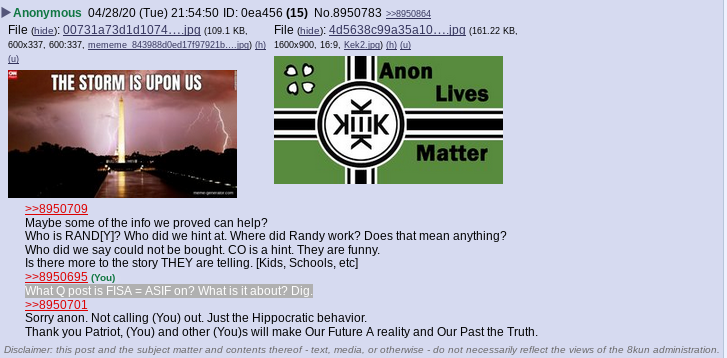 Anonymous 04/28/20 (Tue) 21:54:50 ID: 0ea456 (15) No.8950783 >>8950864
File (hide): 00731a73d1d1074….jpg (109.1 KB,
600x337, 600:337, mememe_843988d0ed17f97921b….jpg) (h)
(u)
File (hide): 4d5638c99a35a10….jpg (161.22 KB,
1600x900, 16:9, Kek2.jpg) (h) (u)
CNN
THE STORM IS UPON US
meme-generator.com
Anon
Lives
KEK
Matter
>>8950709
Maybe some of the info we proved can help?
Who is RAND[Y]? Who did we hint at. Where did Randy work? Does that mean anything?
Who did we say could not be bought. CO is a hint. They are funny.
Is there more to the story THEY are telling. [Kids, Schools, etc]
>>8950695 (You)
What Q post is FISA = ASIF on? What is it about? Dig.
>>8950701
Sorry anon. Not calling (You) out. Just the Hippocratic behavior.
Thank you Patriot, (You) and other (You)s will make Our Future A reality and Our Past the Truth.
Disclaimer: this post and the subject matter and contents thereof - text, media, or otherwise - do not necessarily reflect the views of the 8kun administration.